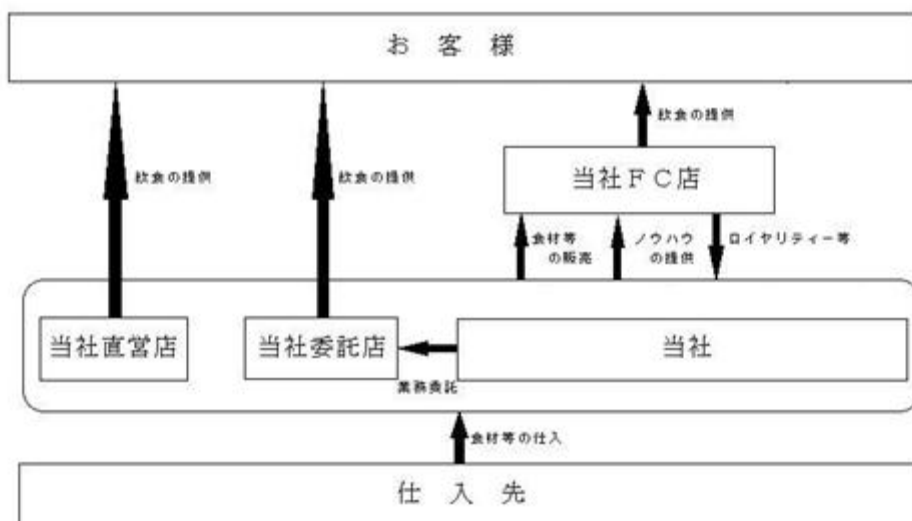 お客様
飲食の提供
当社FC店
飲食の提供
飲食の提供
食材等
の販売
ノウハウ
の提供
ロイヤリティー等
当社直営店
当社委託店
当社
業務委託
食材等の仕入
仕入先